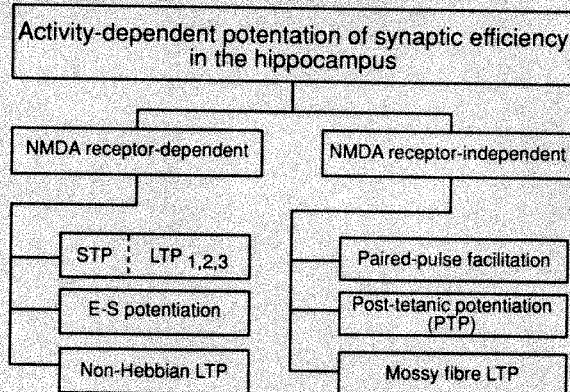 Activity-dependent potentation of synaptic efficiency
in the hippocampus
NMDA receptor-dependent
NMDA receptor-independent
STP LTP 1,2,3
E-S potentiation
Non-Hebbian LTP
Paired-pulse facilitation
Post-tetanic potentiation
(PTP)
Mossy fibre LTP